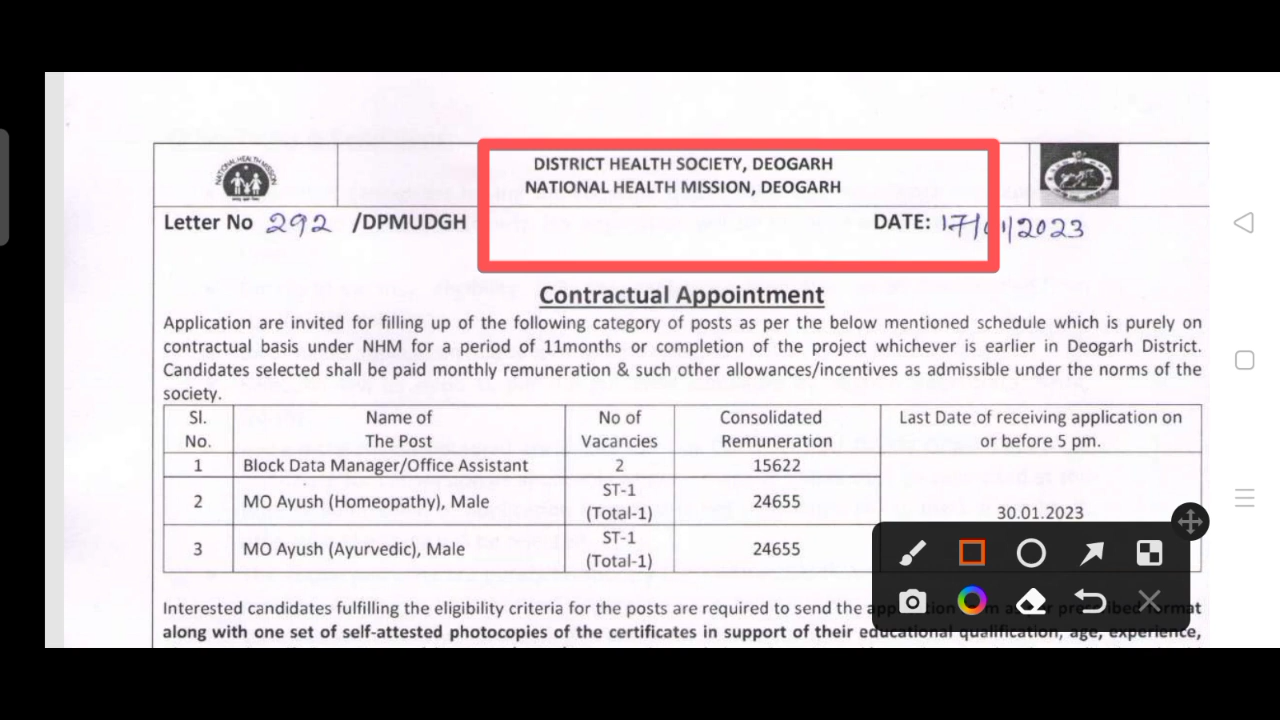 DISTRICT HEALTH SOCIETY, DEOGARH
NATIONAL HEALTH MISSION, DEOGARH
Letter No 292 /DPMUDGH DATE: 17/01/2023
Contractual Appointment
Application are invited for filling up of the following category of posts as per the below mentioned schedule which is purely on
contractual basis under NHM for a period of 11months or completion of the project whichever is earlier in Deogarh District.
Candidates selected shall be paid monthly remuneration & such other allowances/incentives as admissible under the norms of the
society.
Sl. No. Name of The Post No of Vacancies Consolidated Remuneration Last Date of receiving application on or before 5 pm.
1 Block Data Manager/Office Assistant 2 15622
2 MO Ayush (Homeopathy), Male ST-1 (Total-1) 24655 30.01.2023
3 MO Ayush (Ayurvedic), Male ST-1 (Total-1) 24655
Interested candidates fulfilling the eligibility criteria for the posts are required to send the format
along with one set of self-attested photocopies of the certificates in support of their educational qualification, age, experience,